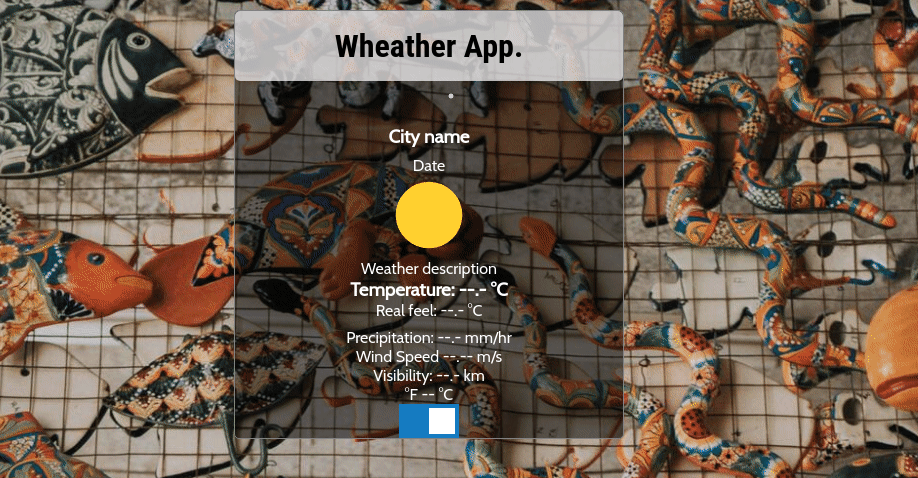 Wheather App.
City name
Date
Weather description
Temperature: --.- °C
Real feel: --.- °C
Precipitation: --.- mm/hr
Wind Speed --.-- m/s
Visibility: --.- km
°F -- °C